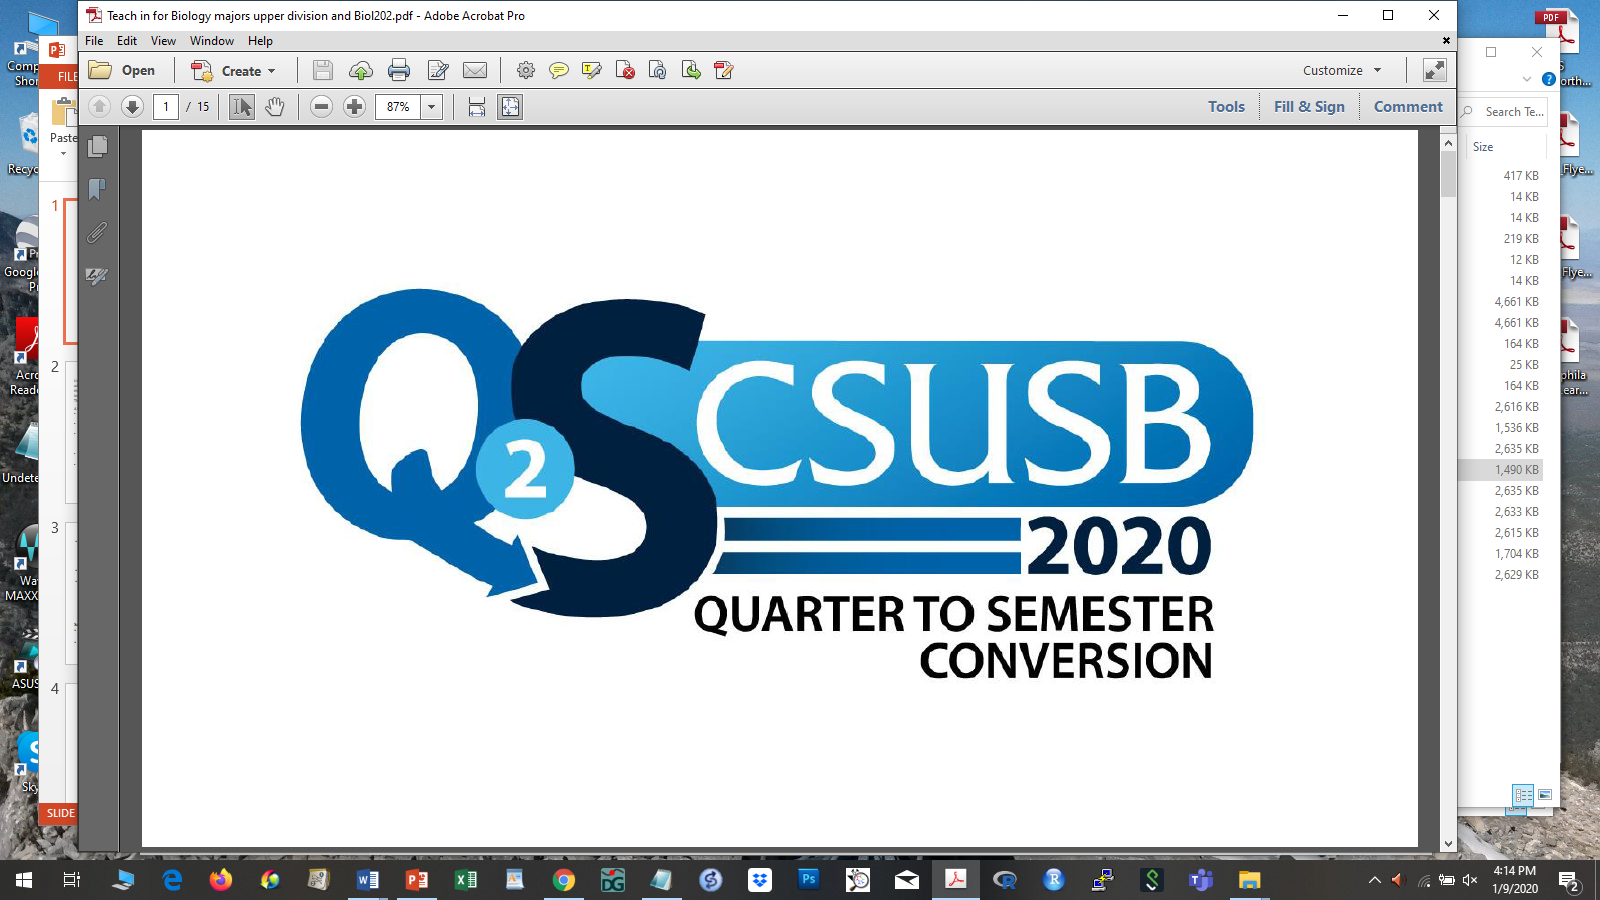 Teach in for Biology majors upper division and Biol202.pdf - Adobe Acrobat Pro
File Edit View Window Help
Open Create Customize
1 / 15 87% Tools Fill & Sign Comment
FILE
Paste
1
2
3
4
SLIDE
Q2S CSUSB
2020
QUARTER TO SEMESTER
CONVERSION
Search Te...
Size
417 KB
14 KB
14 KB
219 KB
12 KB
14 KB
4,661 KB
4,661 KB
164 KB
25 KB
164 KB
2,616 KB
1,536 KB
2,635 KB
1,490 KB
2,635 KB
2,633 KB
2,615 KB
1,704 KB
2,629 KB
4:14 PM
1/9/2020
2